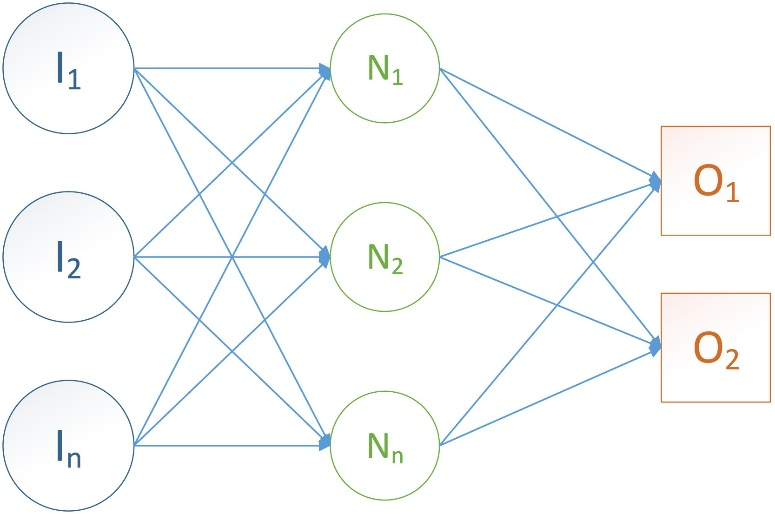 I₁
I₂
Iₙ
N₁
N₂
Nₙ
O₁
O₂